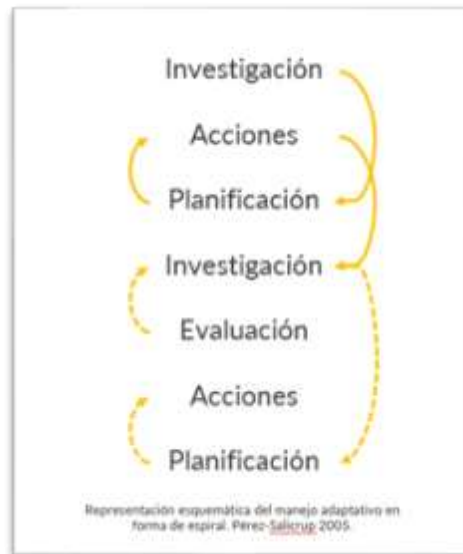 Investigación
Acciones
Planificación
Investigación
Evaluación
Acciones
Planificación
Representación esquemática del manejo adaptativo en
forma de espiral. Pérez-Salicrup 2005.